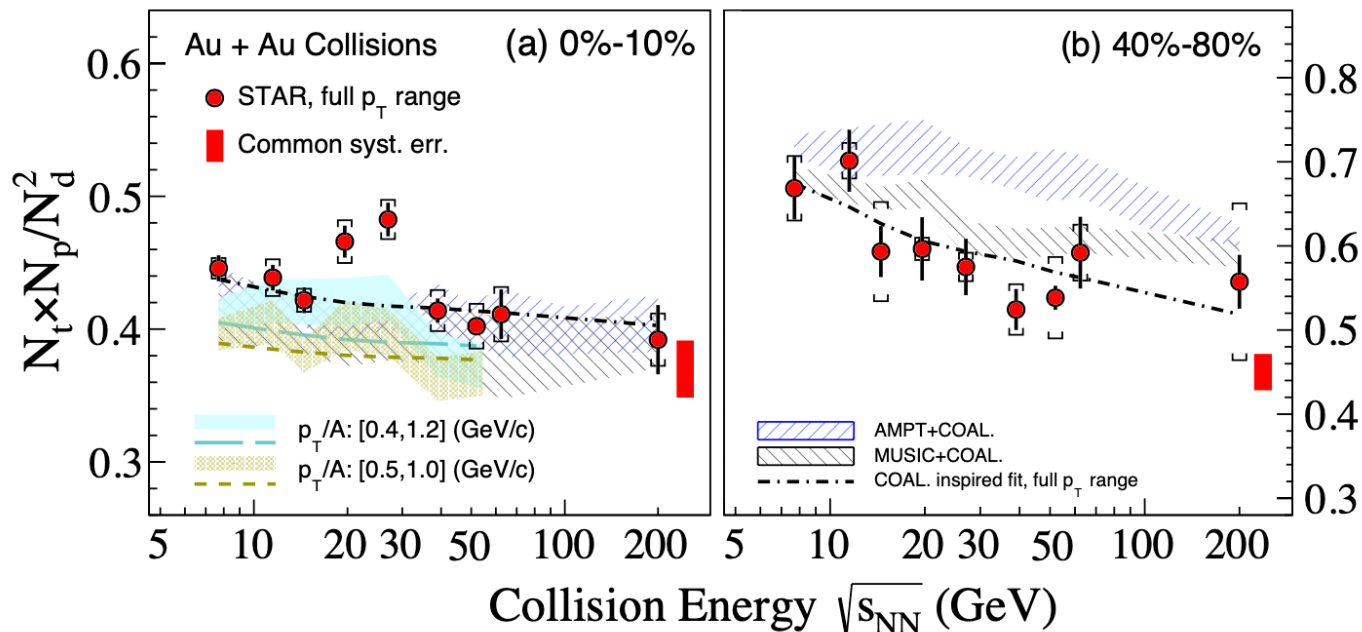 Au + Au Collisions
(a) 0%-10%
STAR, full p_T range
Common syst. err.
p_T/A: [0.4,1.2] (GeV/c)
p_T/A: [0.5,1.0] (GeV/c)
N_t×N_p/N_d^2
0.6
0.5
0.4
0.3
5 10 20 30 50 100 200
(b) 40%-80%
AMPT+COAL.
MUSIC+COAL.
COAL. inspired fit, full p_T range
0.8
0.7
0.6
0.5
0.4
0.3
5 10 20 30 50 100 200
Collision Energy √s_NN (GeV)